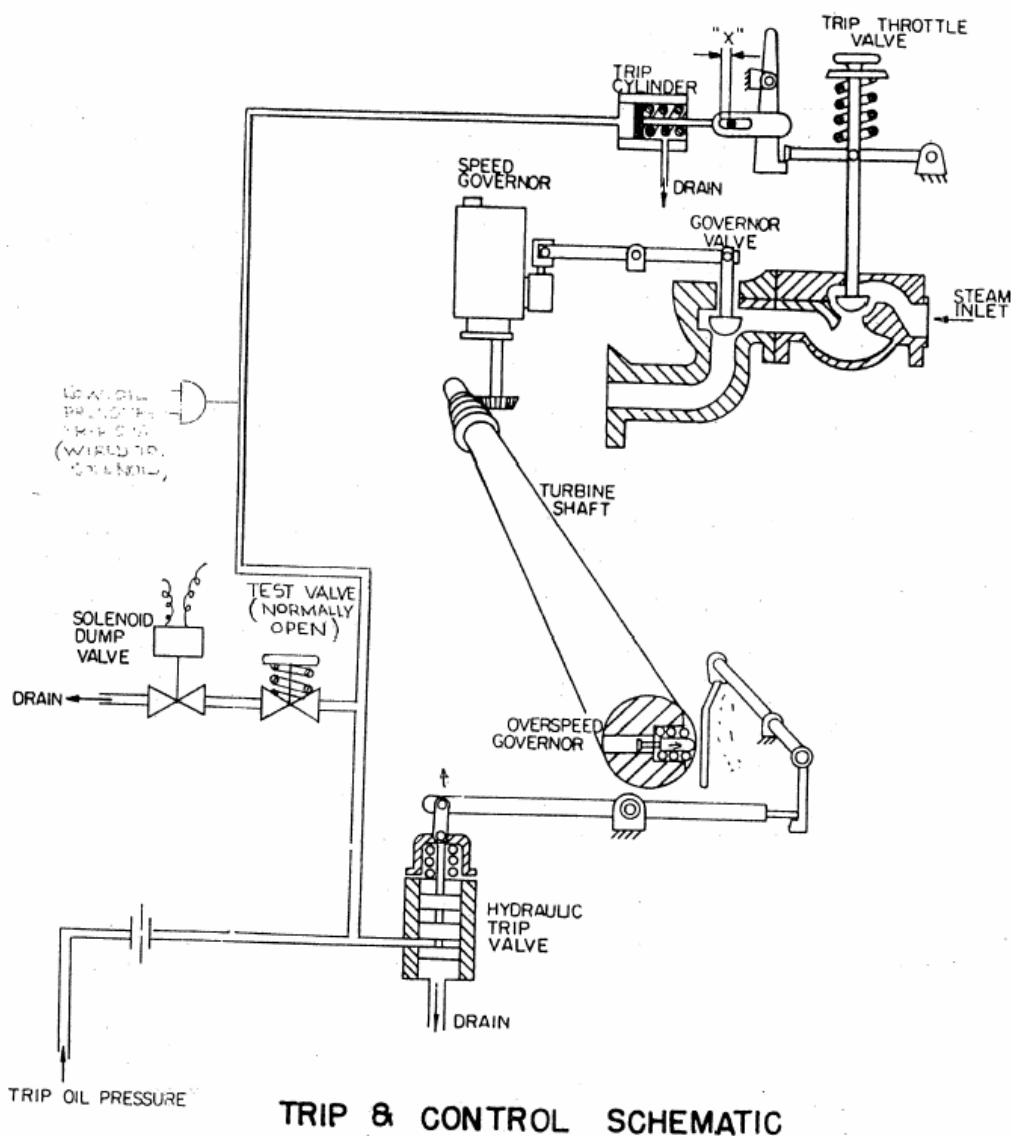 "X"
TRIP THROTTLE
VALVE
TRIP
CYLINDER
DRAIN
SPEED
GOVERNOR
GOVERNOR
VALVE
STEAM
INLET
(WIRED TO
SOLENOID)
TURBINE
SHAFT
TEST VALVE
(NORMALLY
OPEN)
SOLENOID
DUMP
VALVE
DRAIN
OVERSPEED
GOVERNOR
HYDRAULIC
TRIP
VALVE
DRAIN
TRIP OIL PRESSURE
TRIP & CONTROL SCHEMATIC